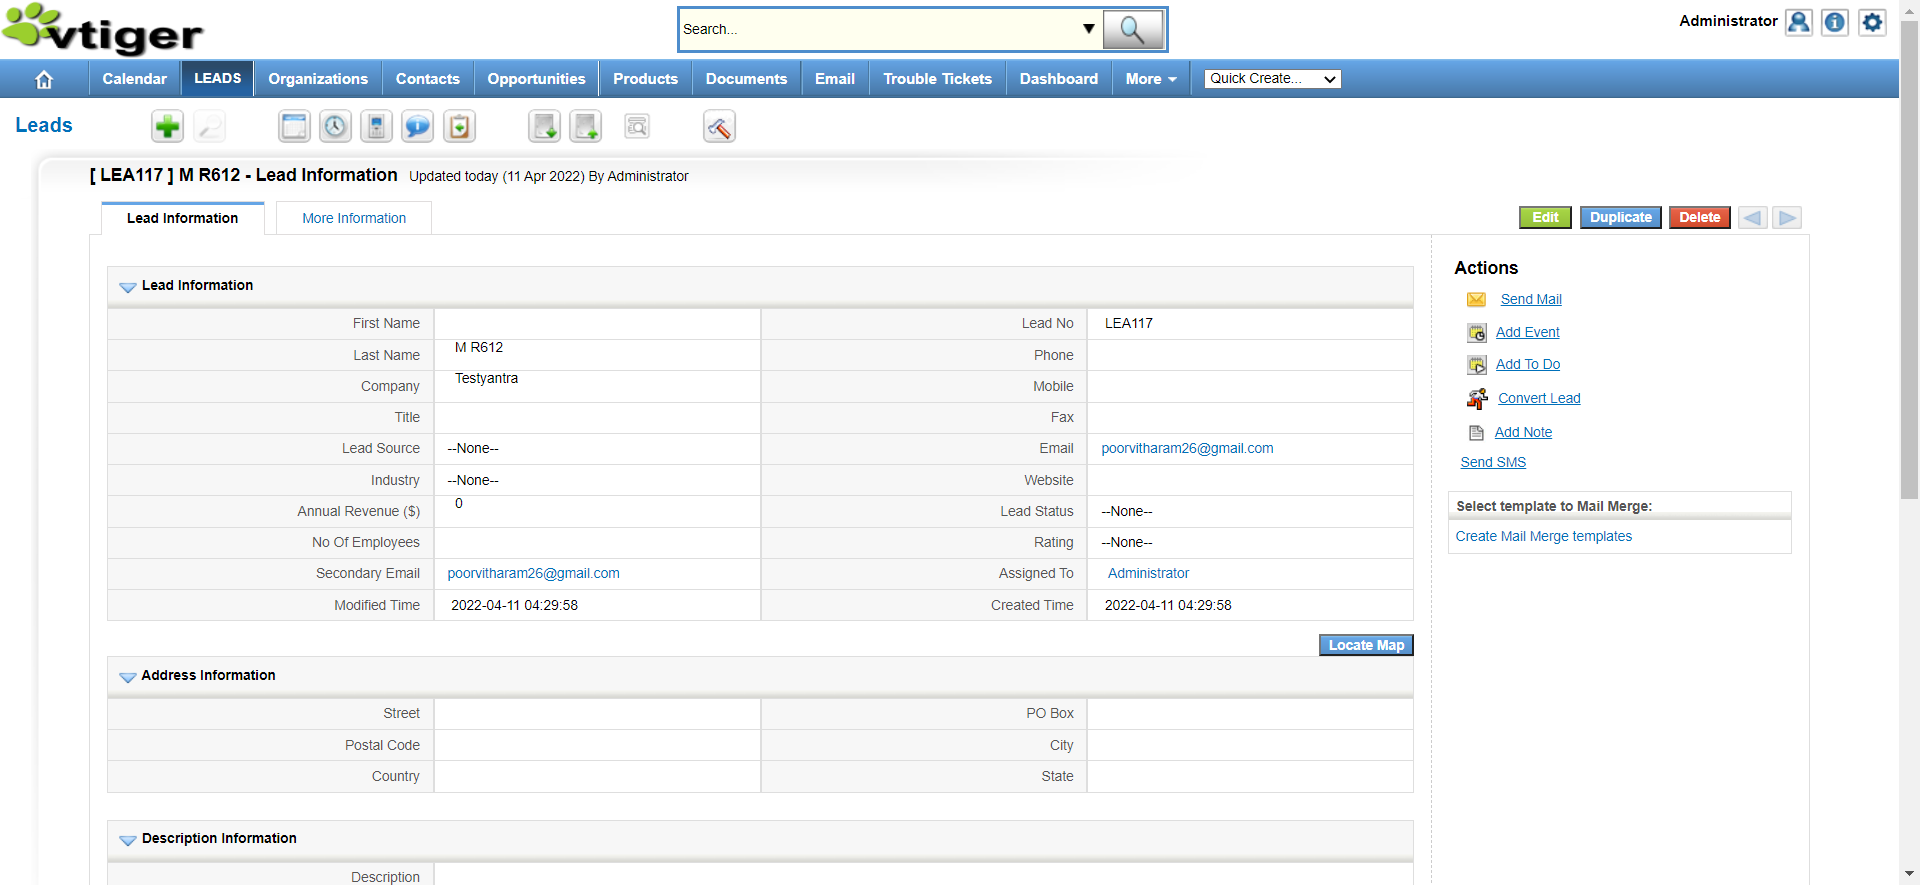 vtiger
Search...
Administrator
Calendar LEADS Organizations Contacts Opportunities Products Documents Email Trouble Tickets Dashboard More Quick Create...
Leads
[ LEA117 ] M R612 - Lead Information Updated today (11 Apr 2022) By Administrator
Lead Information More Information
Edit Duplicate Delete
Lead Information
First Name Lead No LEA117
Last Name M R612 Phone
Company Testyantra Mobile
Title Fax
Lead Source --None-- Email poorvitharam26@gmail.com
Industry --None-- Website
Annual Revenue ($) 0 Lead Status --None--
No Of Employees Rating --None--
Secondary Email poorvitharam26@gmail.com Assigned To Administrator
Modified Time 2022-04-11 04:29:58 Created Time 2022-04-11 04:29:58
Locate Map
Address Information
Street PO Box
Postal Code City
Country State
Description Information
Description
Actions
Send Mail
Add Event
Add To Do
Convert Lead
Add Note
Send SMS
Select template to Mail Merge:
Create Mail Merge templates